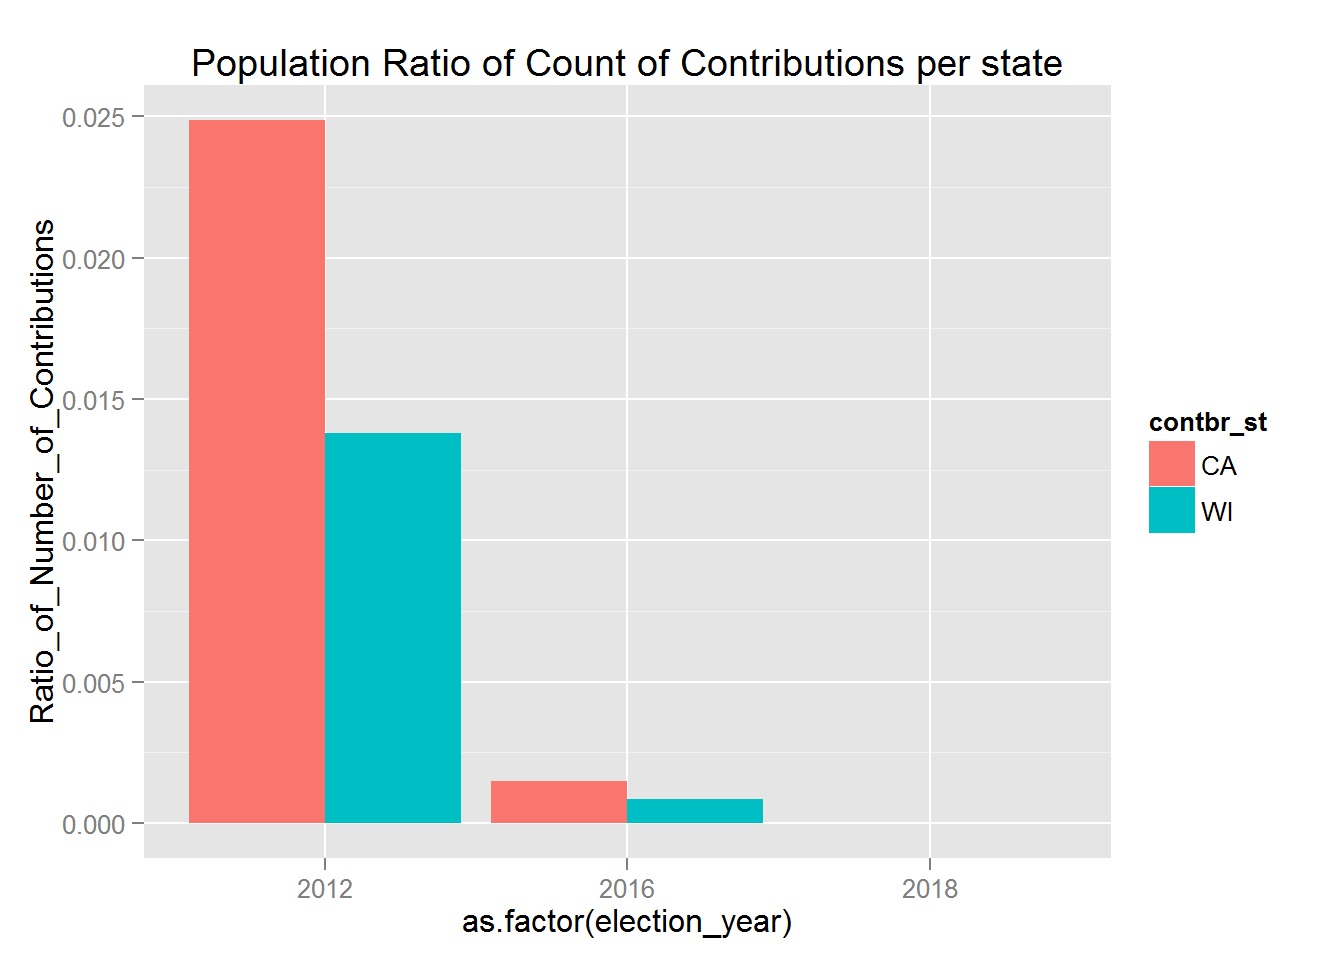 Population Ratio of Count of Contributions per state
Ratio_of_Number_of_Contributions
0.025
0.020
0.015
0.010
0.005
0.000
2012 2016 2018
as.factor(election_year)
contbr_st
CA
WI